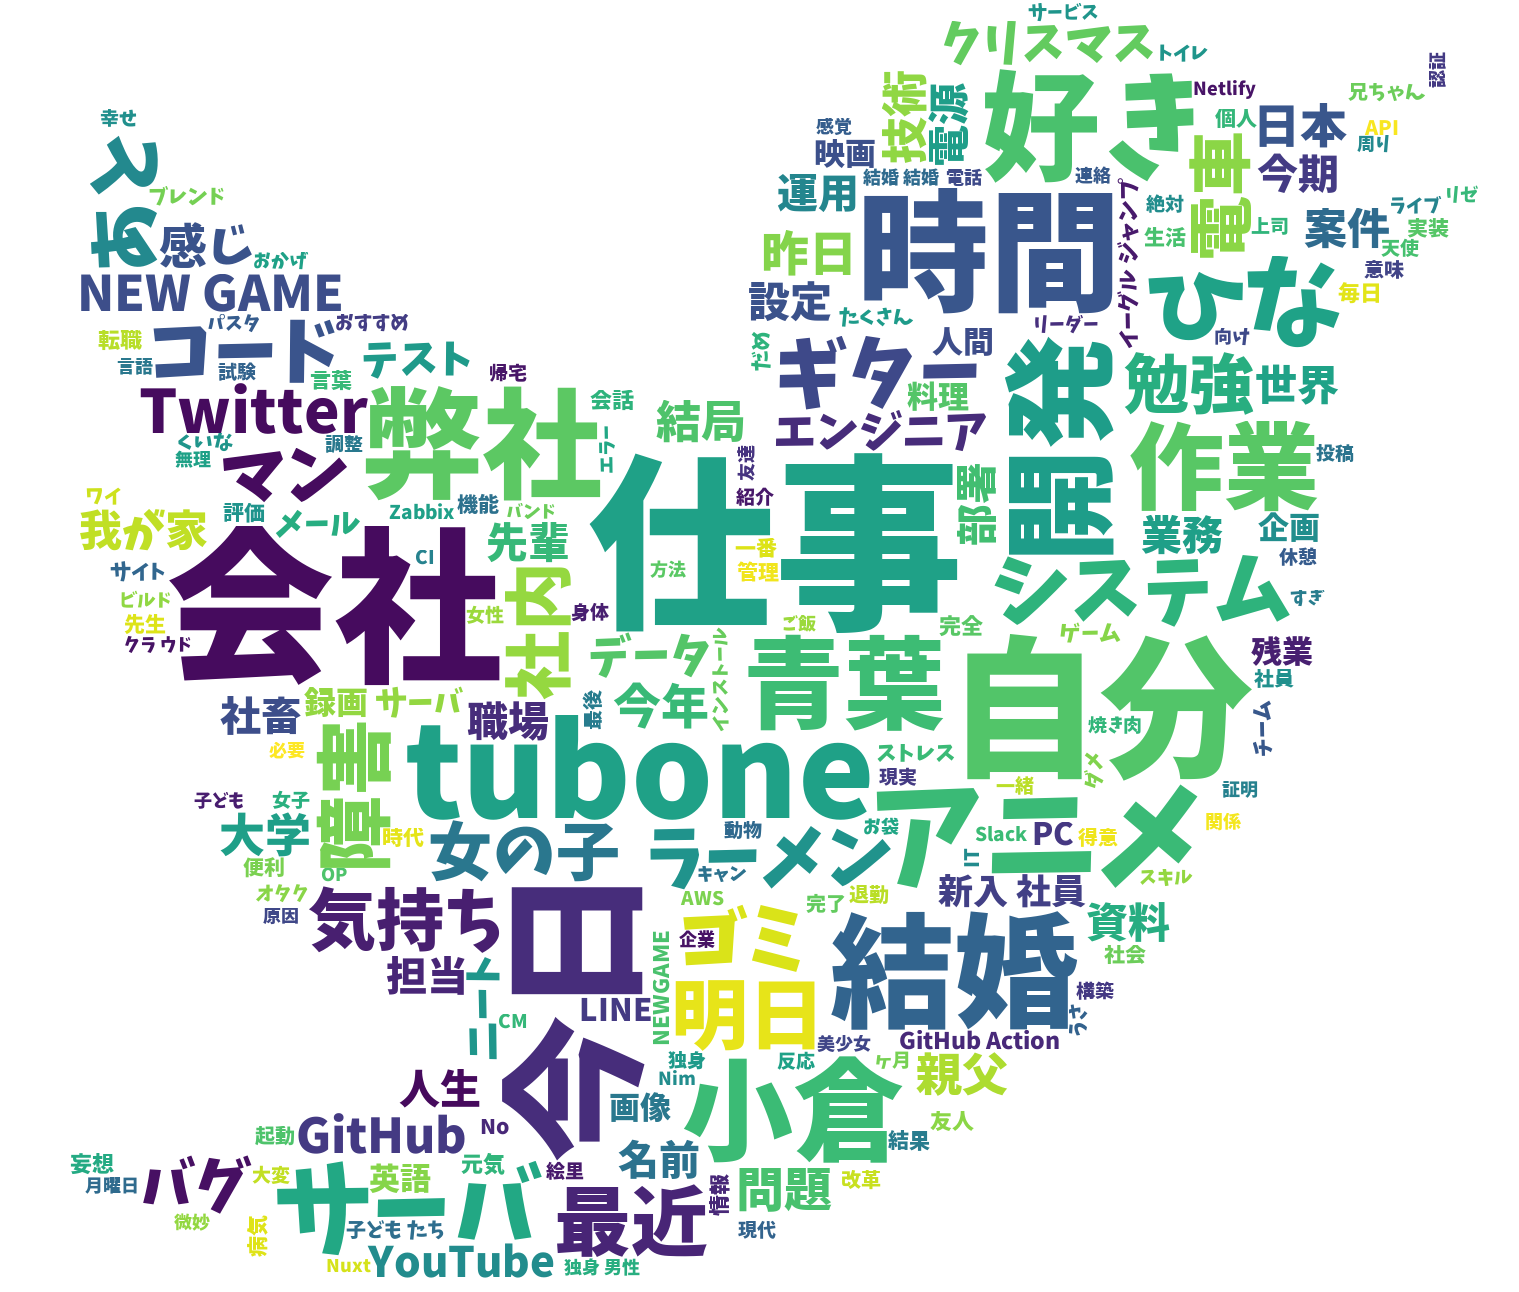 サービス
クリスマス
トイレ
認証
技術
電源
好き
Netlify
兄ちゃん
個人
日本
API
周り
幸せ
感覚
映画
電車
今期
ブレンド
運用
結婚 結婚 電話
連絡
イーグル ジャンプ
絶対
ライブ
リゼ
時間
上司
案件
実装
天使
感じ
おかげ
昨日
生活
意味
NEW GAME
設定
たくさん
ひな
毎日
パスタ
おすすめ
リーダー
向け
転職
コード
テスト
だめ
ギター
人間
開発
言語
試験
言葉
帰宅
勉強
世界
Twitter
弊社
会話
結局
料理
エンジニア
くいな
無理
調整
エラー
友達
作業
投稿
マン
紹介
部署
ワイ
我が家
評価
メール
Zabbix
機能
バンド
先輩
仕事
一番
管理
方法
業務
企画
休憩
会社
CI
社内
サイト
ビルド
先生
クラウド
女性
身体
システム
すぎ
ご飯
完全
ゲーム
データ
インストール
青葉
自分
残業
社員
社畜
録画 サーバ
職場
最後
今年
焼き肉
チーム
必要
障害
tubone
ストレス
現実
一緒
ダメ
証明
子ども
女子
アニメ
大学
時代
女の子
ラーメン
動物
お袋
Slack
PC
得意
関係
便利
OP
キャン
IT
スキル
オタク
原因
気持ち
今日
AWS
完了
退勤
新入 社員
資料
担当
ゴミ
企業
結婚
社会
NEWGAME
LINE
明日
構築
うさ
CM
美少女
GitHub Action
独身
反応
ケ月
親父
人生
Nim
小倉
画像
友人
起動
GitHub
No
結果
妄想
月曜日
バグ
大変
サーバ
英語
元気
絵里
名前
問題
改革
微妙
病気
子ども たち
最近
情報
現代
Nuxt
YouTube
独身 男性